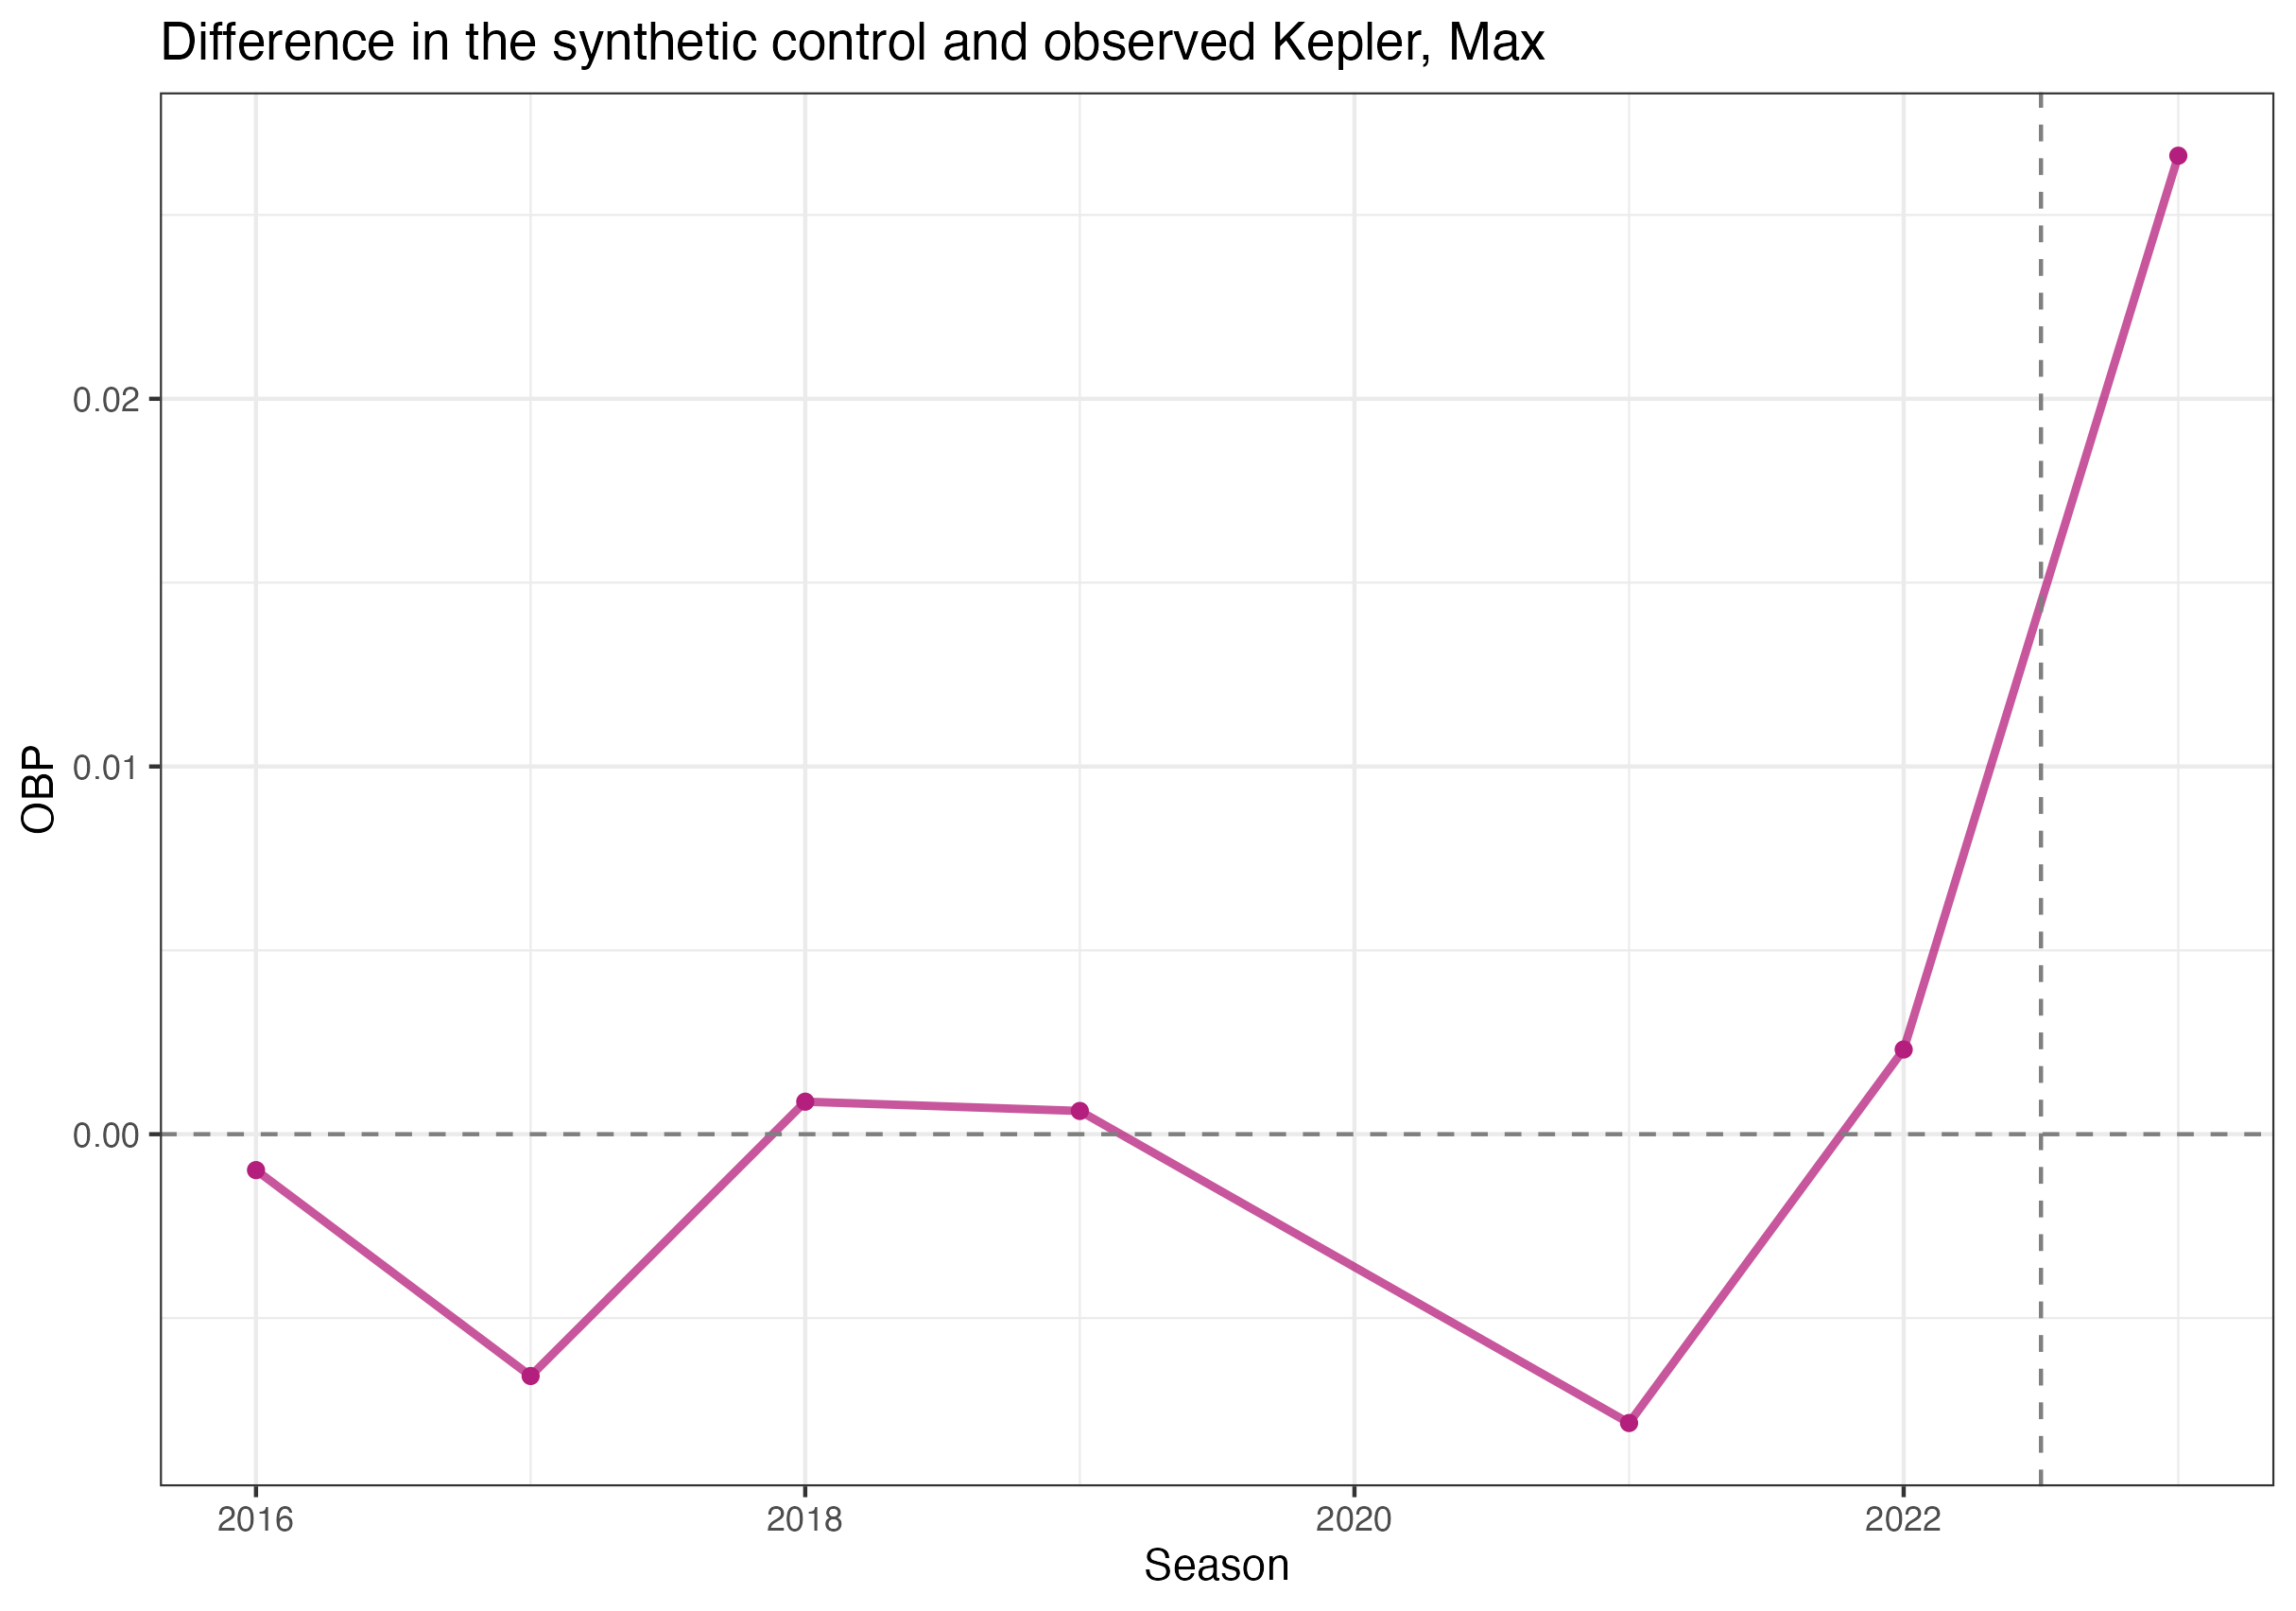 Difference in the synthetic control and observed Kepler, Max
OBP
0.02
0.01
0.00
2016 2018 2020 2022
Season